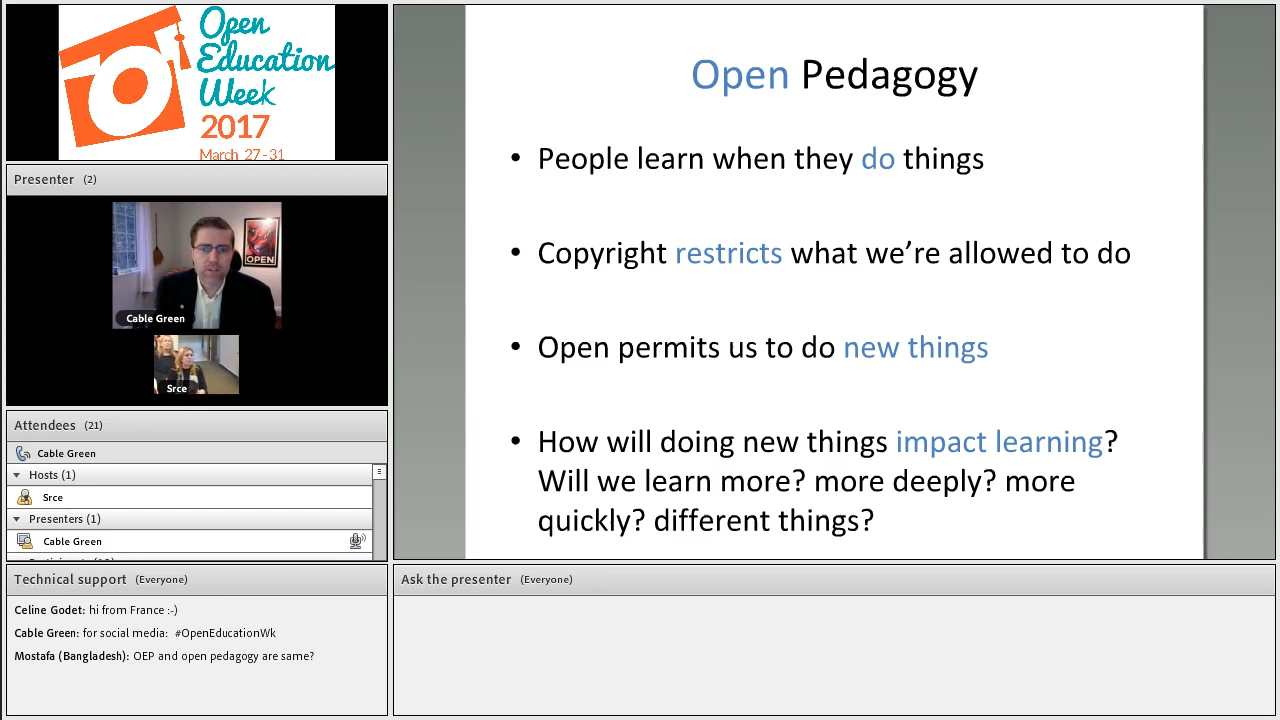 Open
Education
Week
2017
March 27-31
Presenter (2)
OPEN
Cable Green
Srce
Attendees (21)
Cable Green
Hosts (1)
Srce
Presenters (1)
Cable Green
Technical support (Everyone)
Celine Godet: hi from France :-)
Cable Green: for social media: #OpenEducationWk
Mostafa (Bangladesh): OEP and open pedagogy are same?
Open Pedagogy
• People learn when they do things
• Copyright restricts what we’re allowed to do
• Open permits us to do new things
• How will doing new things impact learning?
Will we learn more? more deeply? more
quickly? different things?
Ask the presenter (Everyone)